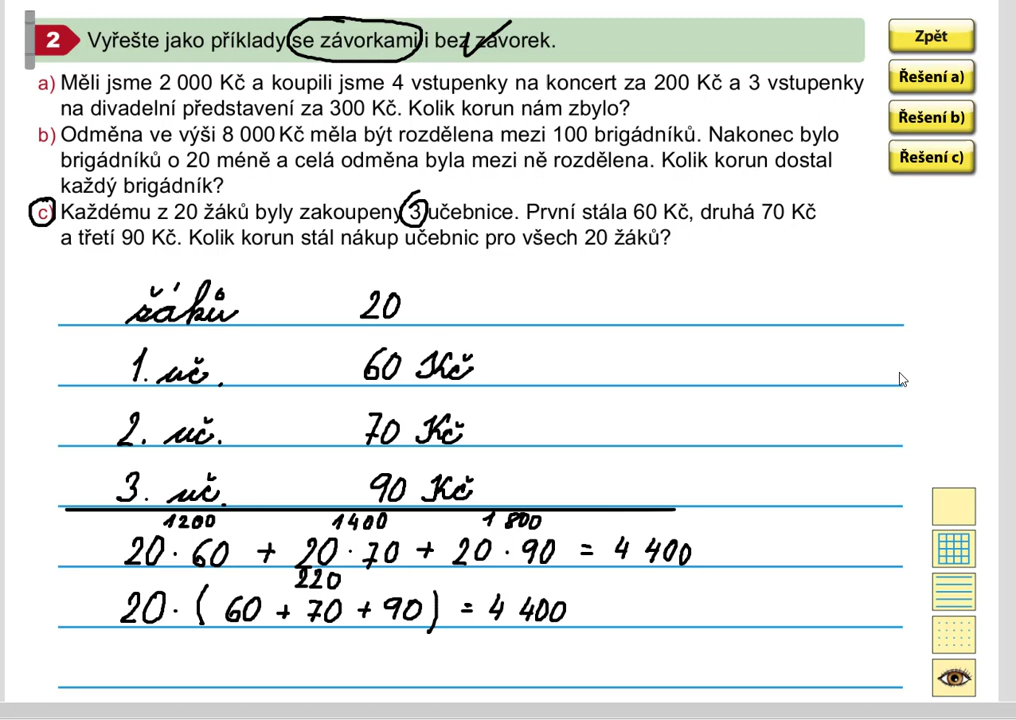 2 Vyřešte jako příklady se závorkami i bez závorek.
a) Měli jsme 2 000 Kč a koupili jsme 4 vstupenky na koncert za 200 Kč a 3 vstupenky
na divadelní představení za 300 Kč. Kolik korun nám zbylo?
b) Odměna ve výši 8 000 Kč měla být rozdělena mezi 100 brigádníků. Nakonec bylo
brigádníků o 20 méně a celá odměna byla mezi ně rozdělena. Kolik korun dostal
každý brigádník?
c) Každému z 20 žáků byly zakoupeny 3 učebnice. První stála 60 Kč, druhá 70 Kč
a třetí 90 Kč. Kolik korun stál nákup učebnic pro všech 20 žáků?
Zpět
Řešení a)
Řešení b)
Řešení c)
žáků 20
1. uč. 60 Kč
2. uč. 70 Kč
3. uč. 90 Kč
1200 1400 1800
20 · 60 + 20 · 70 + 20 · 90 = 4 400
220
20 · ( 60 + 70 + 90 ) = 4 400